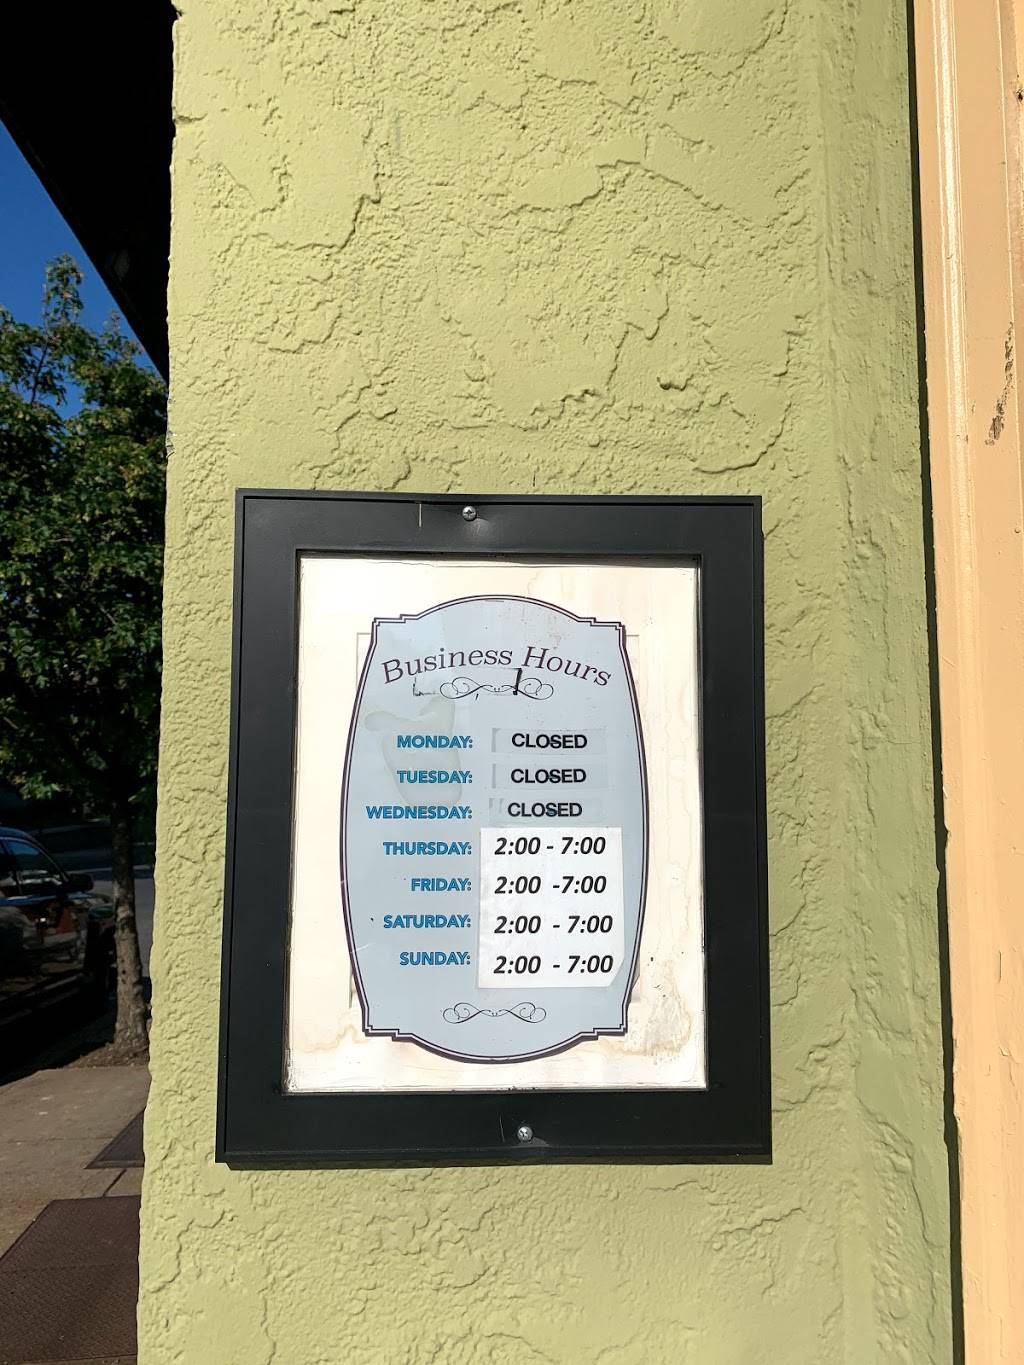 Business Hours
MONDAY: CLOSED
TUESDAY: CLOSED
WEDNESDAY: CLOSED
THURSDAY: 2:00 - 7:00
FRIDAY: 2:00 -7:00
SATURDAY: 2:00 - 7:00
SUNDAY: 2:00 - 7:00